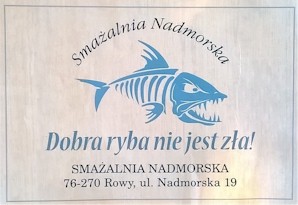 Smażalnia Nadmorska
Dobra ryba nie jest zła!
SMAŻALNIA NADMORSKA
76-270 Rowy, ul. Nadmorska 19